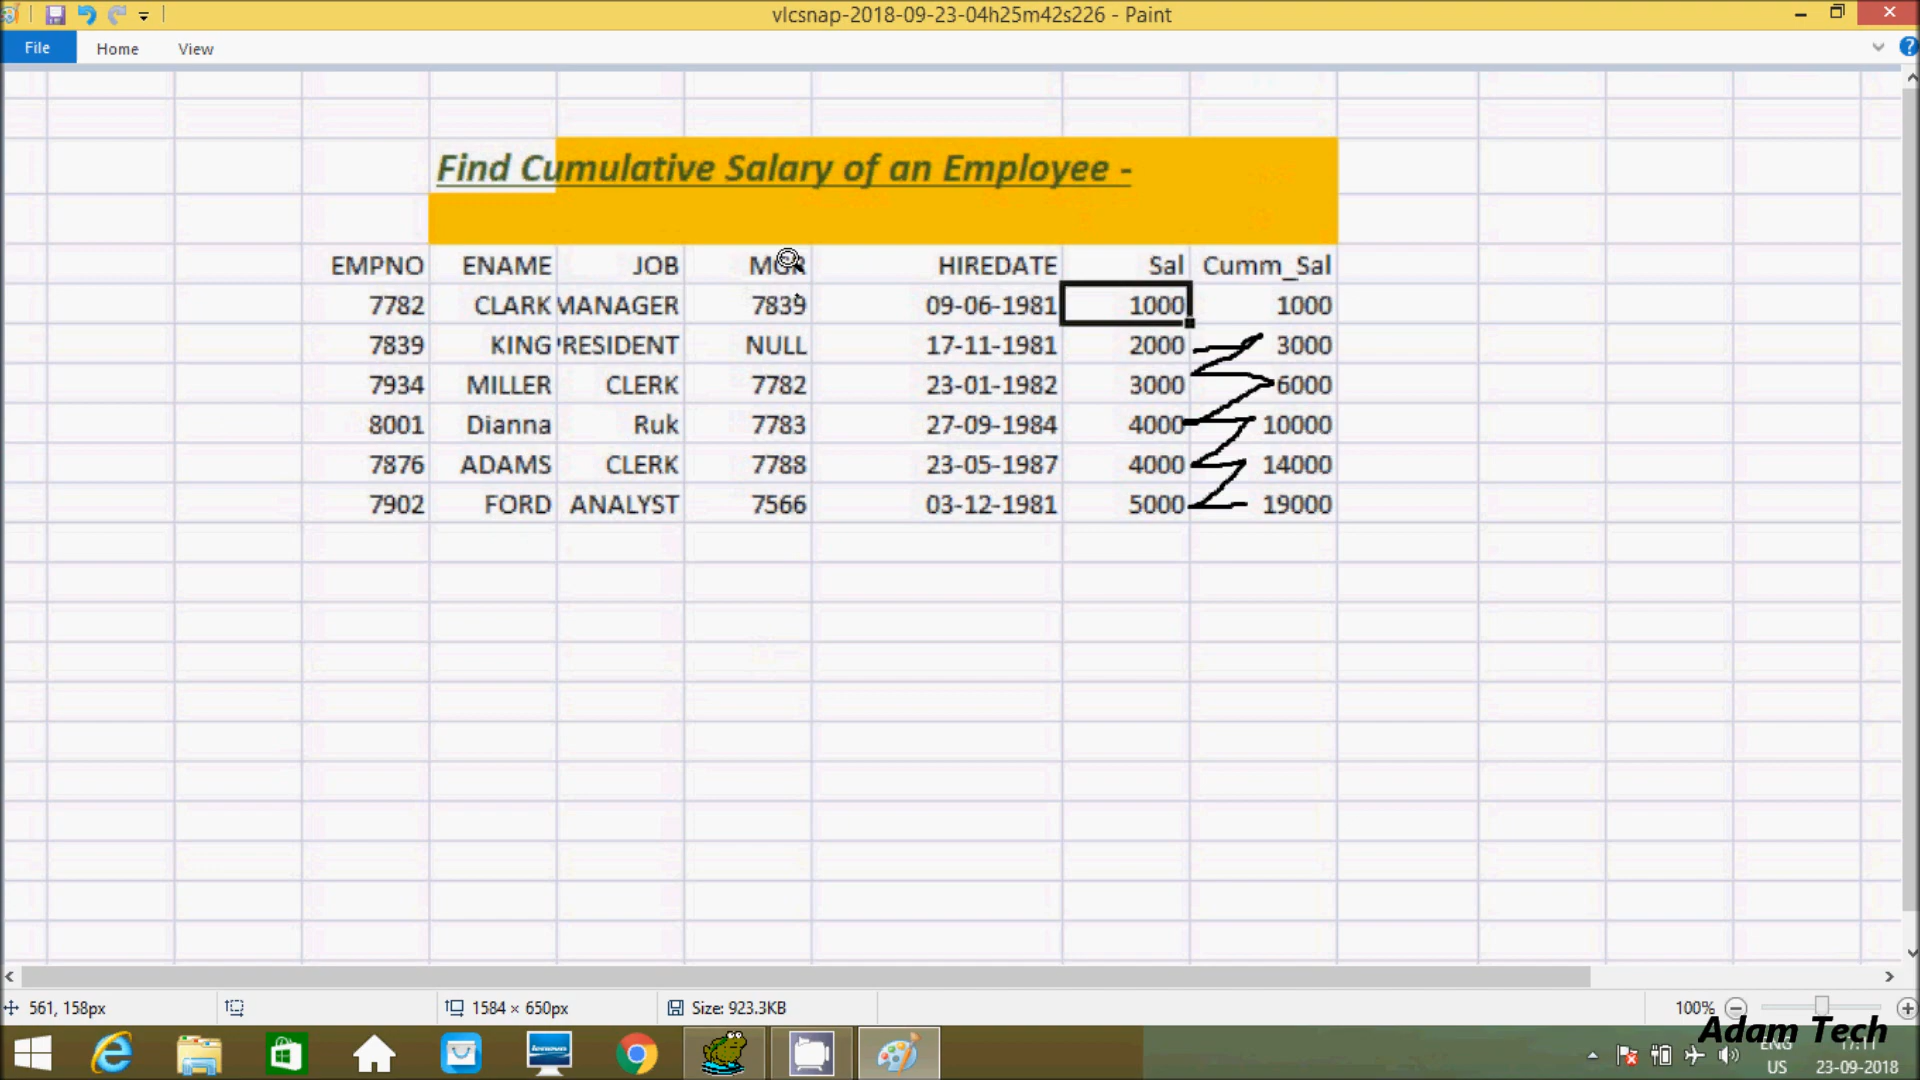 vlcsnap-2018-09-23-04h25m42s226 - Paint
File Home View
Find Cumulative Salary of an Employee -
EMPNO ENAME JOB MGR HIREDATE Sal Cumm_Sal
7782 CLARK MANAGER 7839 09-06-1981 1000 1000
7839 KING PRESIDENT NULL 17-11-1981 2000 3000
7934 MILLER CLERK 7782 23-01-1982 3000 6000
8001 Dianna Ruk 7783 27-09-1984 4000 10000
7876 ADAMS CLERK 7788 23-05-1987 4000 14000
7902 FORD ANALYST 7566 03-12-1981 5000 19000
561, 158px 1584 × 650px Size: 923.3KB 100%
Adam Tech
ENG 17:11
US 23-09-2018